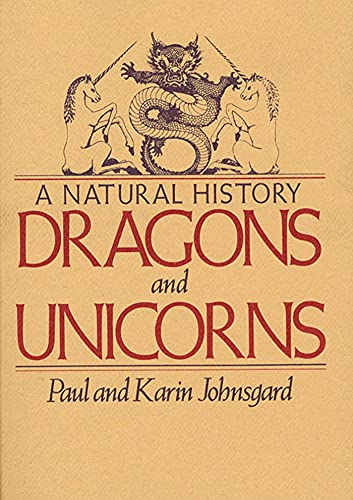 A NATURAL HISTORY
DRAGONS
and
UNICORNS
Paul and Karin Johnsgard